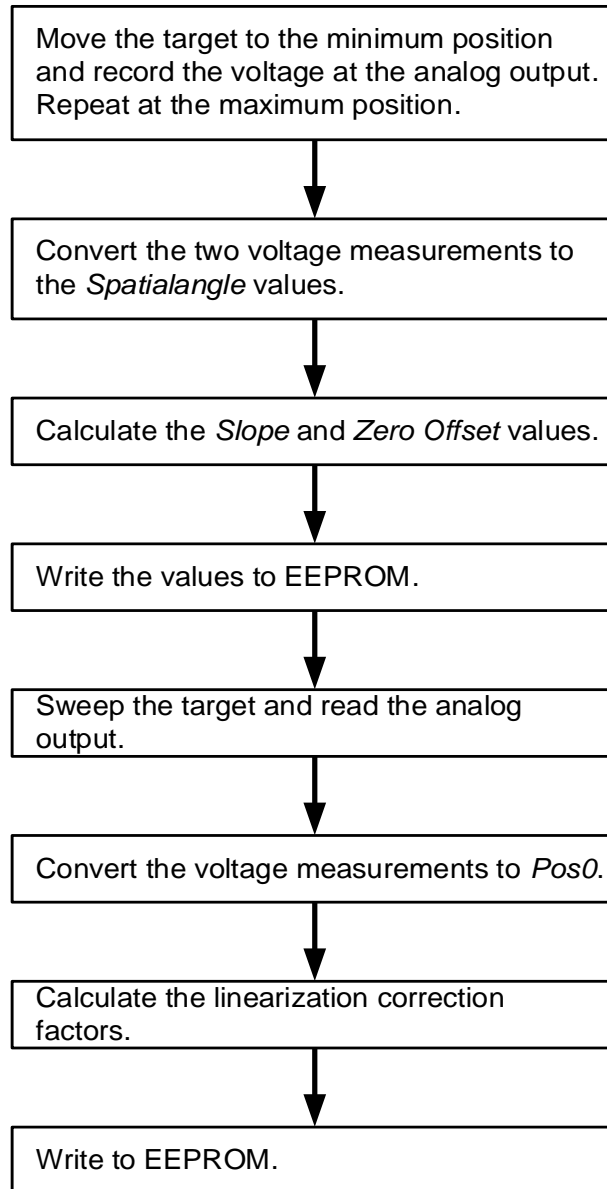 Move the target to the minimum position
and record the voltage at the analog output.
Repeat at the maximum position.
Convert the two voltage measurements to
the Spatialangle values.
Calculate the Slope and Zero Offset values.
Write the values to EEPROM.
Sweep the target and read the analog
output.
Convert the voltage measurements to Pos0.
Calculate the linearization correction
factors.
Write to EEPROM.